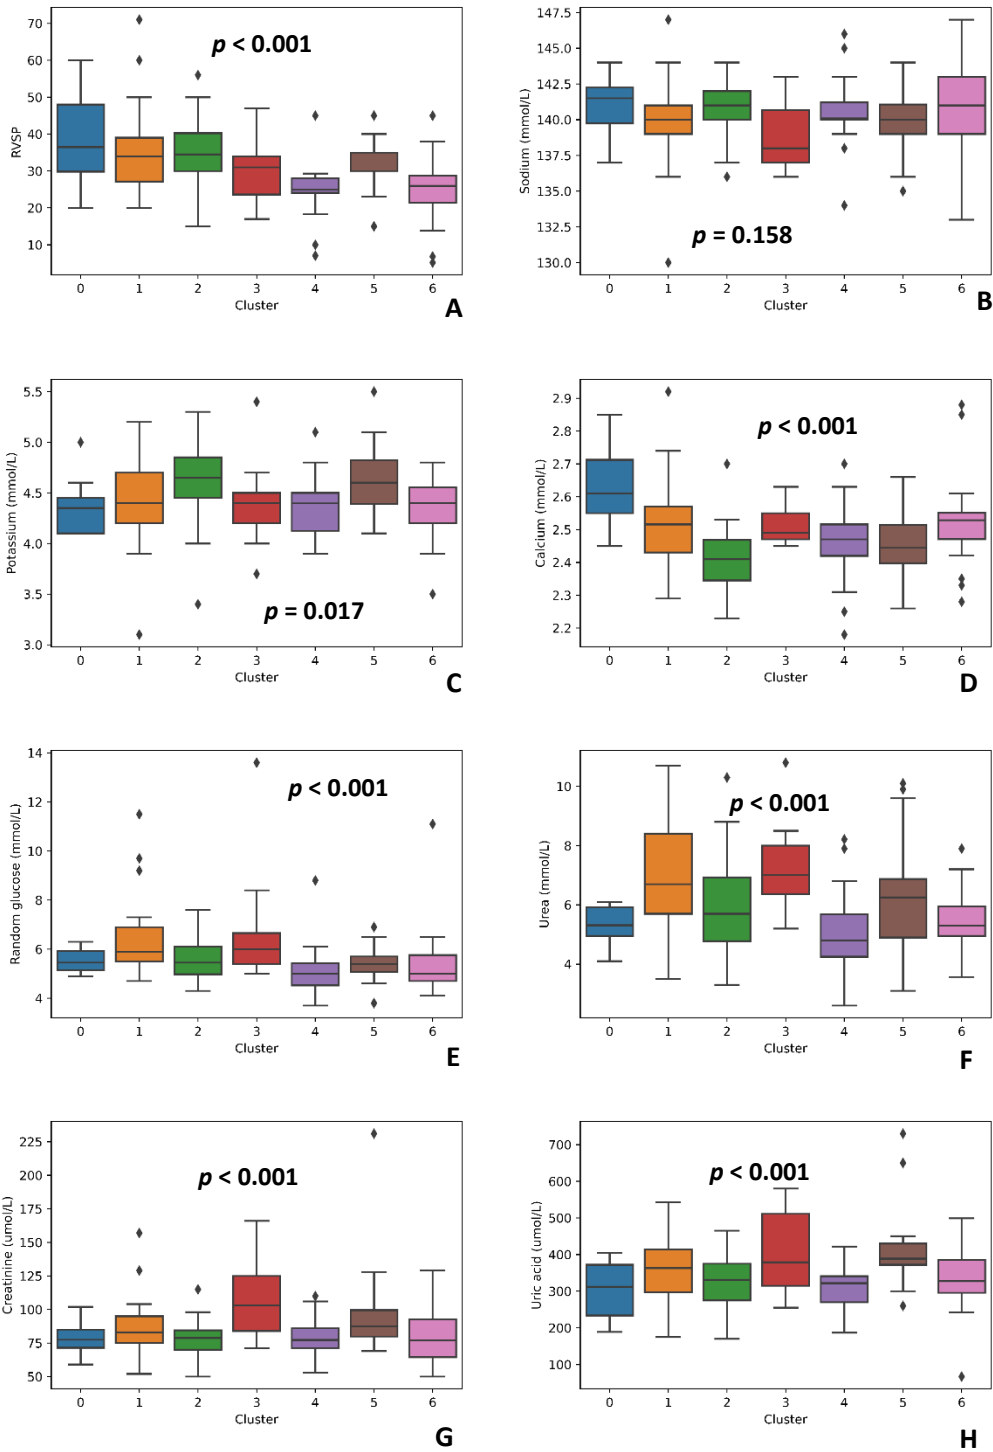 70
60
50
40
30
20
10
RVSP
p < 0.001
0 1 2 3 4 5 6
Cluster
A
147.5
145.0
142.5
140.0
137.5
135.0
132.5
130.0
Sodium (mmol/L)
p = 0.158
0 1 2 3 4 5 6
Cluster
B
5.5
5.0
4.5
4.0
3.5
3.0
Potassium (mmol/L)
p = 0.017
0 1 2 3 4 5 6
Cluster
C
2.9
2.8
2.7
2.6
2.5
2.4
2.3
2.2
Calcium (mmol/L)
p < 0.001
0 1 2 3 4 5 6
Cluster
D
14
12
10
8
6
4
Random glucose (mmol/L)
p < 0.001
0 1 2 3 4 5 6
Cluster
E
10
8
6
4
Urea (mmol/L)
p < 0.001
0 1 2 3 4 5 6
Cluster
F
225
200
175
150
125
100
75
50
Creatinine (umol/L)
p < 0.001
0 1 2 3 4 5 6
Cluster
G
700
600
500
400
300
200
100
Uric acid (umol/L)
p < 0.001
0 1 2 3 4 5 6
Cluster
H